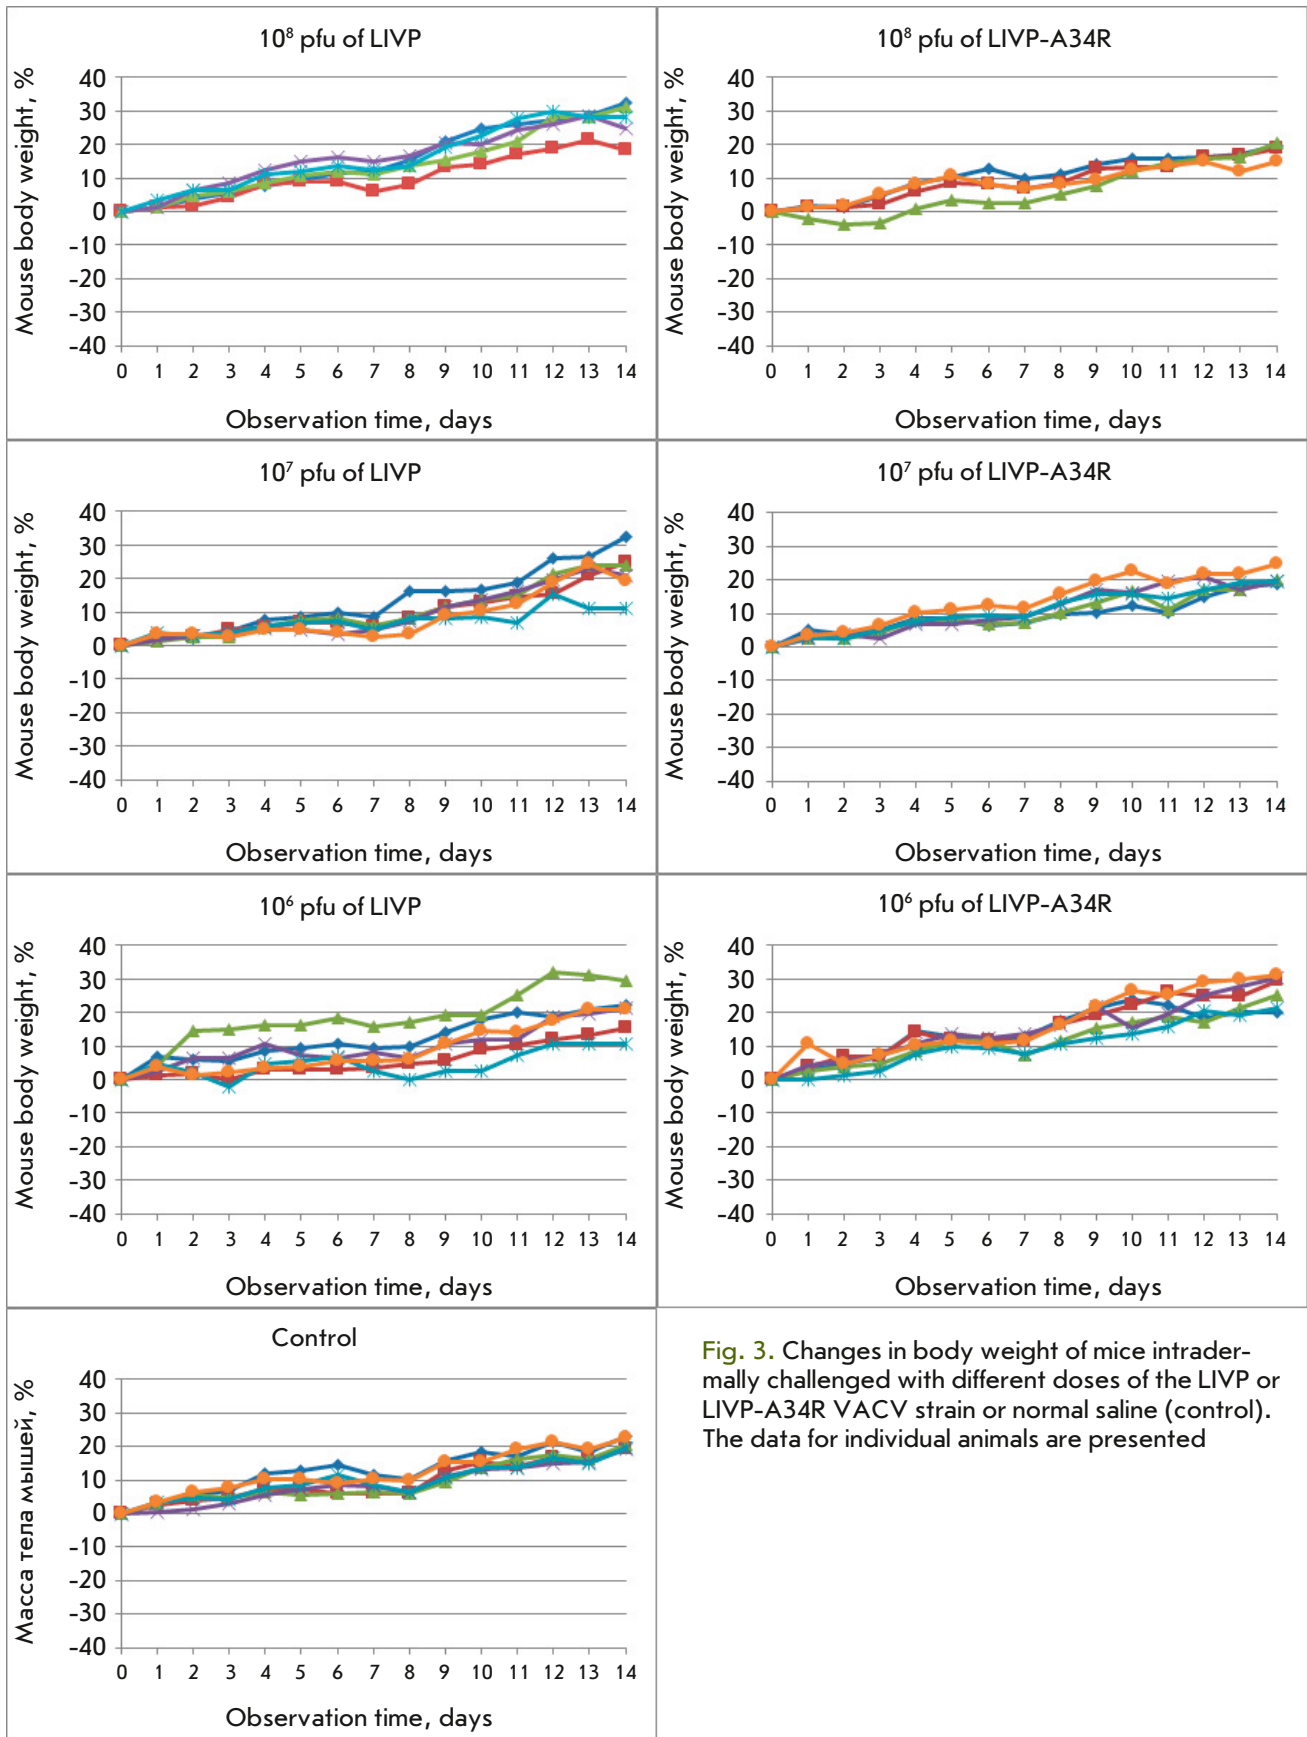 10⁸ pfu of LIVP
Mouse body weight, %
40
30
20
10
0
-10
-20
-30
-40
0 1 2 3 4 5 6 7 8 9 10 11 12 13 14
Observation time, days
10⁸ pfu of LIVP-A34R
Mouse body weight, %
40
30
20
10
0
-10
-20
-30
-40
0 1 2 3 4 5 6 7 8 9 10 11 12 13 14
Observation time, days
10⁷ pfu of LIVP
Mouse body weight, %
40
30
20
10
0
-10
-20
-30
-40
0 1 2 3 4 5 6 7 8 9 10 11 12 13 14
Observation time, days
10⁷ pfu of LIVP-A34R
Mouse body weight, %
40
30
20
10
0
-10
-20
-30
-40
0 1 2 3 4 5 6 7 8 9 10 11 12 13 14
Observation time, days
10⁶ pfu of LIVP
Mouse body weight, %
40
30
20
10
0
-10
-20
-30
-40
0 1 2 3 4 5 6 7 8 9 10 11 12 13 14
Observation time, days
10⁶ pfu of LIVP-A34R
Mouse body weight, %
40
30
20
10
0
-10
-20
-30
-40
0 1 2 3 4 5 6 7 8 9 10 11 12 13 14
Observation time, days
Control
Масса тела мышей, %
40
30
20
10
0
-10
-20
-30
-40
0 1 2 3 4 5 6 7 8 9 10 11 12 13 14
Observation time, days
Fig. 3. Changes in body weight of mice intrader-
mally challenged with different doses of the LIVP or
LIVP-A34R VACV strain or normal saline (control).
The data for individual animals are presented